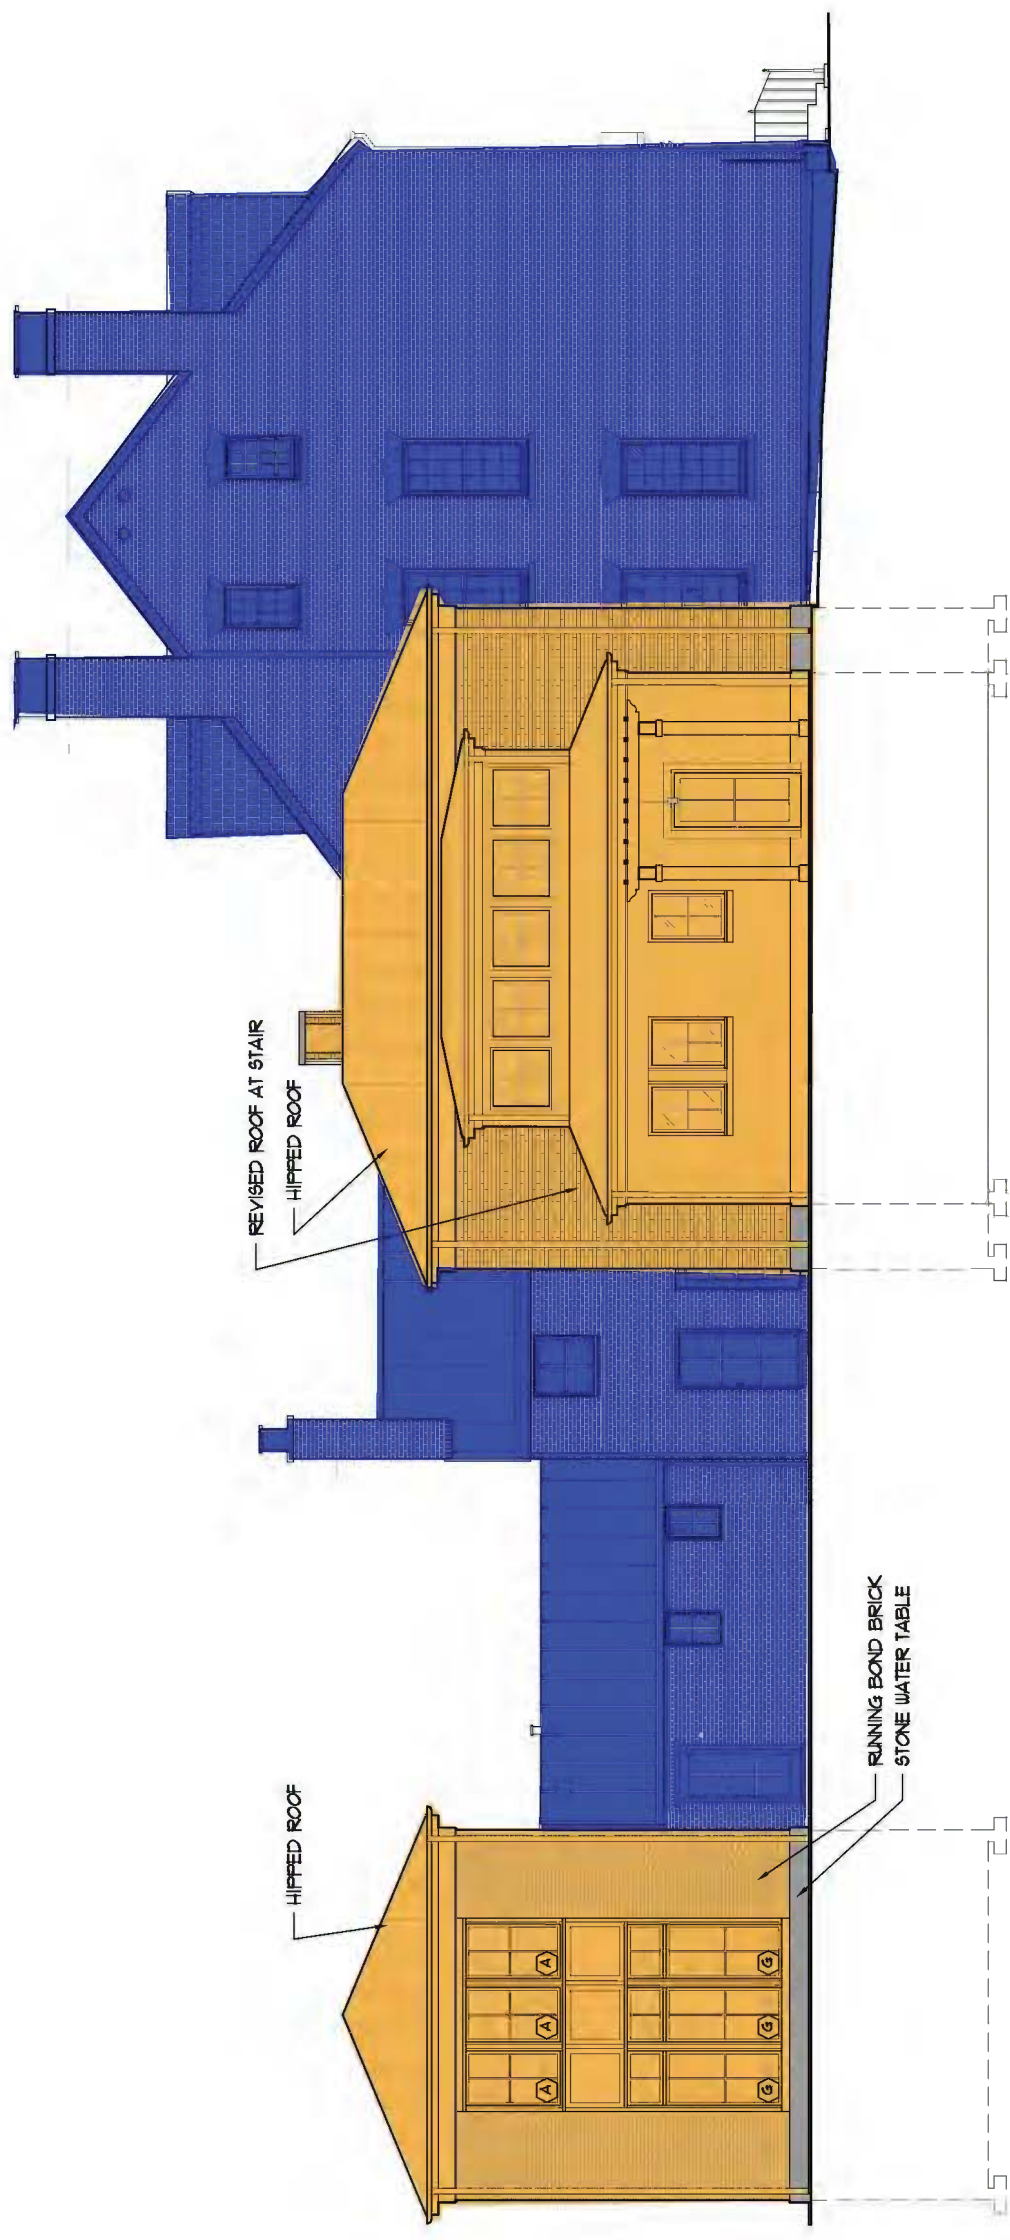 HIPPED ROOF
A
A
A
G
G
G
RUNNING BOND BRICK
STONE WATER TABLE
REVISED ROOF AT STAIR
HIPPED ROOF